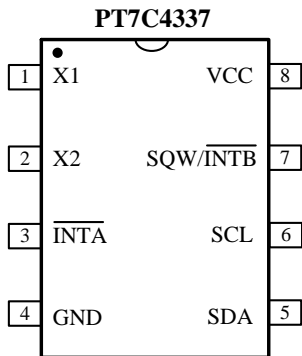 PT7C4337
1 X1 VCC 8
2 X2 SQW/INTB 7
3 INTA SCL 6
4 GND SDA 5